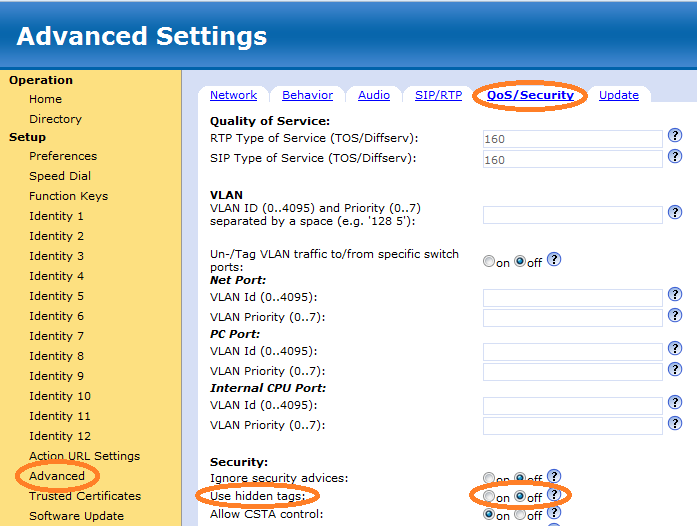 Advanced Settings
Operation
Home
Directory
Setup
Preferences
Speed Dial
Function Keys
Identity 1
Identity 2
Identity 3
Identity 4
Identity 5
Identity 6
Identity 7
Identity 8
Identity 9
Identity 10
Identity 11
Identity 12
Action URL Settings
Advanced
Trusted Certificates
Software Update
Network Behavior Audio SIP/RTP QoS/Security Update
Quality of Service:
RTP Type of Service (TOS/Diffserv): 160 ?
SIP Type of Service (TOS/Diffserv): 160 ?
VLAN
VLAN ID (0..4095) and Priority (0..7)
separated by a space (e.g. '128 5'): ?
Un-/Tag VLAN traffic to/from specific switch
ports: on off ?
Net Port:
VLAN Id (0..4095): ?
VLAN Priority (0..7): ?
PC Port:
VLAN Id (0..4095): ?
VLAN Priority (0..7): ?
Internal CPU Port:
VLAN Id (0..4095): ?
VLAN Priority (0..7): ?
Security:
Ignore security advices: on off ?
Use hidden tags: on off ?
Allow CSTA control: on off ?